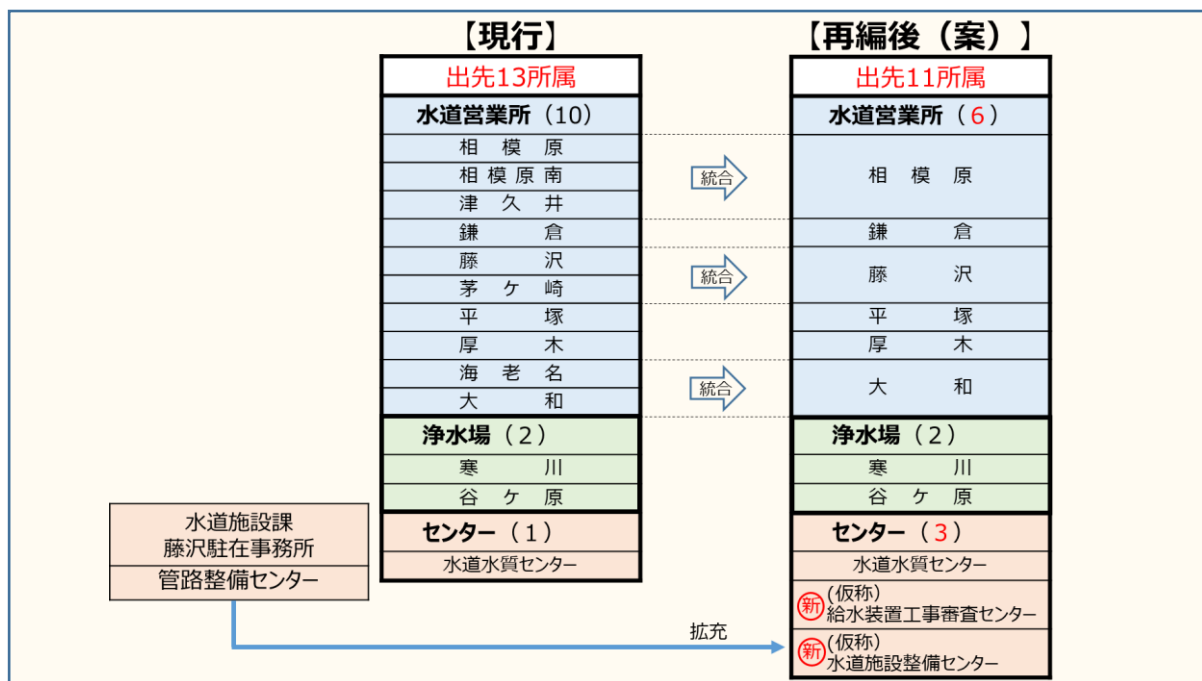 【現行】
出先13所属
水道営業所（10）
相模原
相模原南
津久井
鎌倉
藤沢
茅ケ崎
平塚
厚木
海老名
大和
浄水場（２）
寒川
谷ケ原
センター（１）
水道水質センター
水道施設課
藤沢駐在事務所
管路整備センター
統合
統合
統合
拡充
【再編後（案）】
出先11所属
水道営業所（６）
相模原
鎌倉
藤沢
平塚
厚木
大和
浄水場（２）
寒川
谷ケ原
センター（３）
水道水質センター
新 (仮称)
給水装置工事審査センター
新 (仮称)
水道施設整備センター